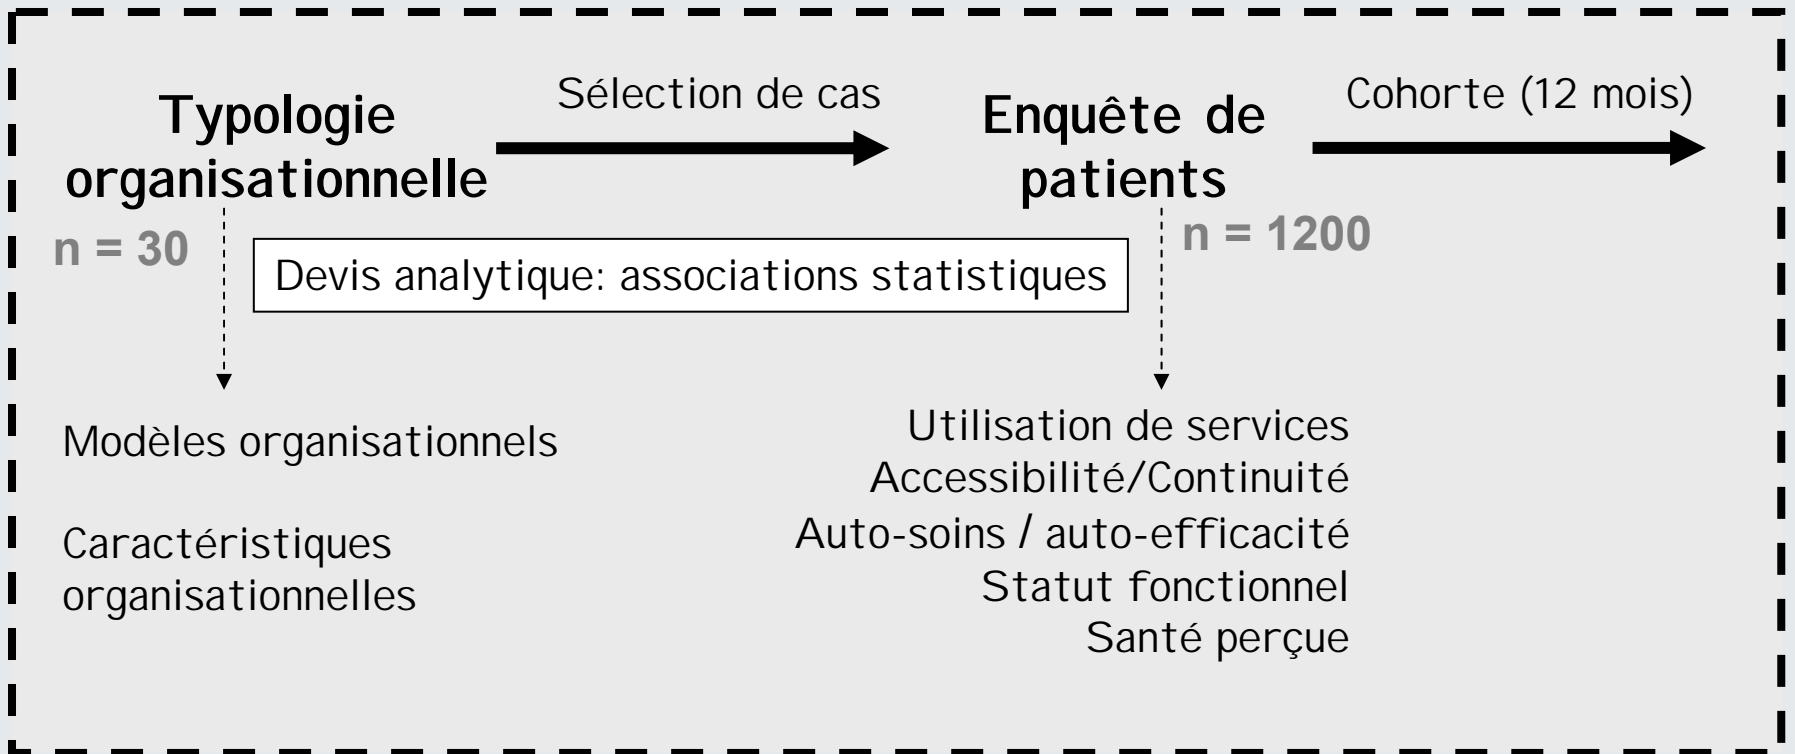 Typologie
organisationnelle
n = 30
Sélection de cas
Enquête de
patients
n = 1200
Cohorte (12 mois)
Devis analytique: associations statistiques
Modèles organisationnels
Caractéristiques
organisationnelles
Utilisation de services
Accessibilité/Continuité
Auto-soins / auto-efficacité
Statut fonctionnel
Santé perçue